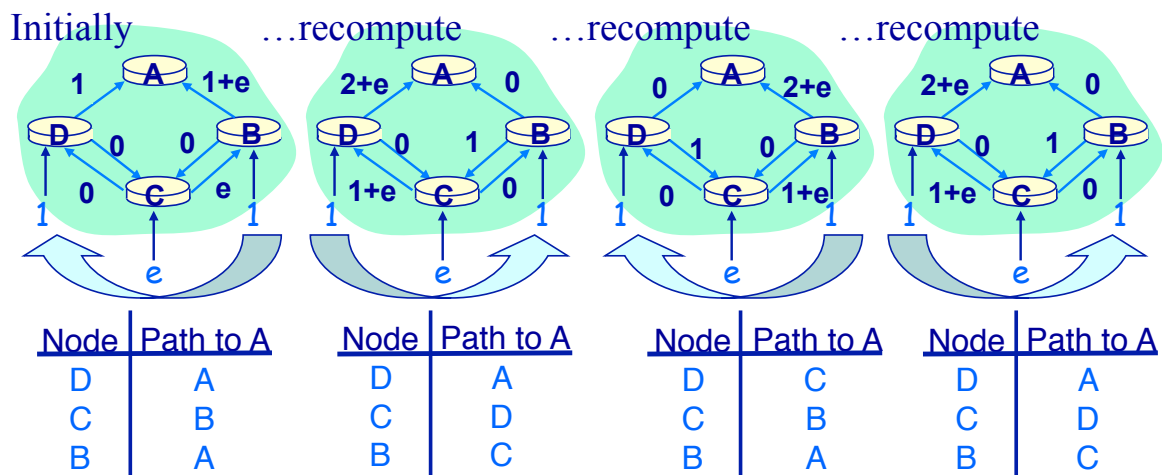 Initially …recompute …recompute …recompute
A A A A
1 1+e 2+e 0 0 2+e 2+e 0
D B D B D B D B
0 0 0 1 1 0 0 1
C C C C
0 e 1+e 0 0 1+e 1+e 0
1 1 1 1 1 1 1 1
e e e e
Node Path to A Node Path to A Node Path to A Node Path to A
D A D A D C D A
C B C D C B C D
B A B C B A B C